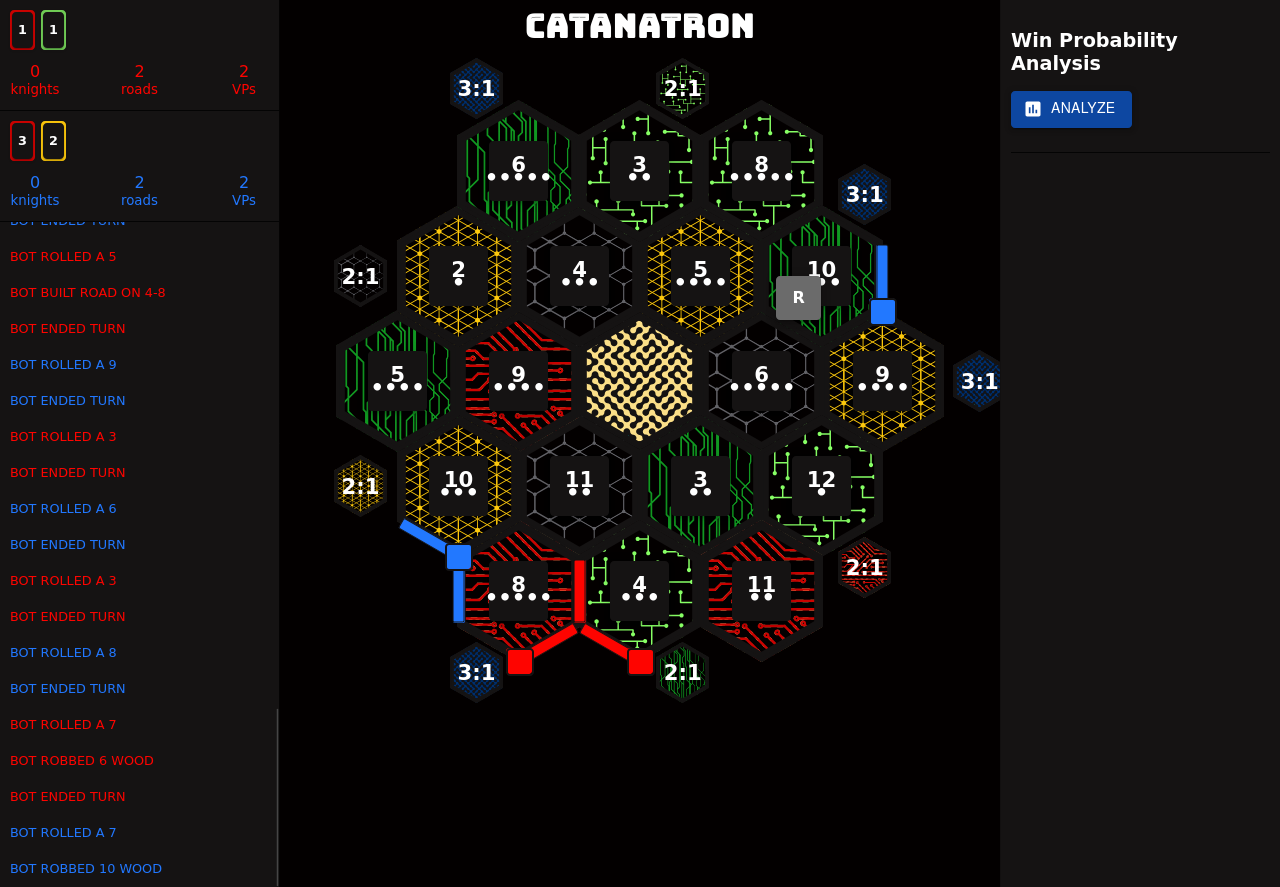 CATANATRON
1 1
0 2 2
knights roads VPs
3 2
0 2 2
knights roads VPs
BOT ENDED TURN
BOT ROLLED A 5
BOT BUILT ROAD ON 4-8
BOT ENDED TURN
BOT ROLLED A 9
BOT ENDED TURN
BOT ROLLED A 3
BOT ENDED TURN
BOT ROLLED A 6
BOT ENDED TURN
BOT ROLLED A 3
BOT ENDED TURN
BOT ROLLED A 8
BOT ENDED TURN
BOT ROLLED A 7
BOT ROBBED 6 WOOD
BOT ENDED TURN
BOT ROLLED A 7
BOT ROBBED 10 WOOD
3:1 2:1
6 3 8
3:1
2:1 2 4 5 10
R
5 9 6 9 3:1
2:1 10 11 3 12
8 4 11 2:1
3:1 2:1
Win Probability
Analysis
ANALYZE